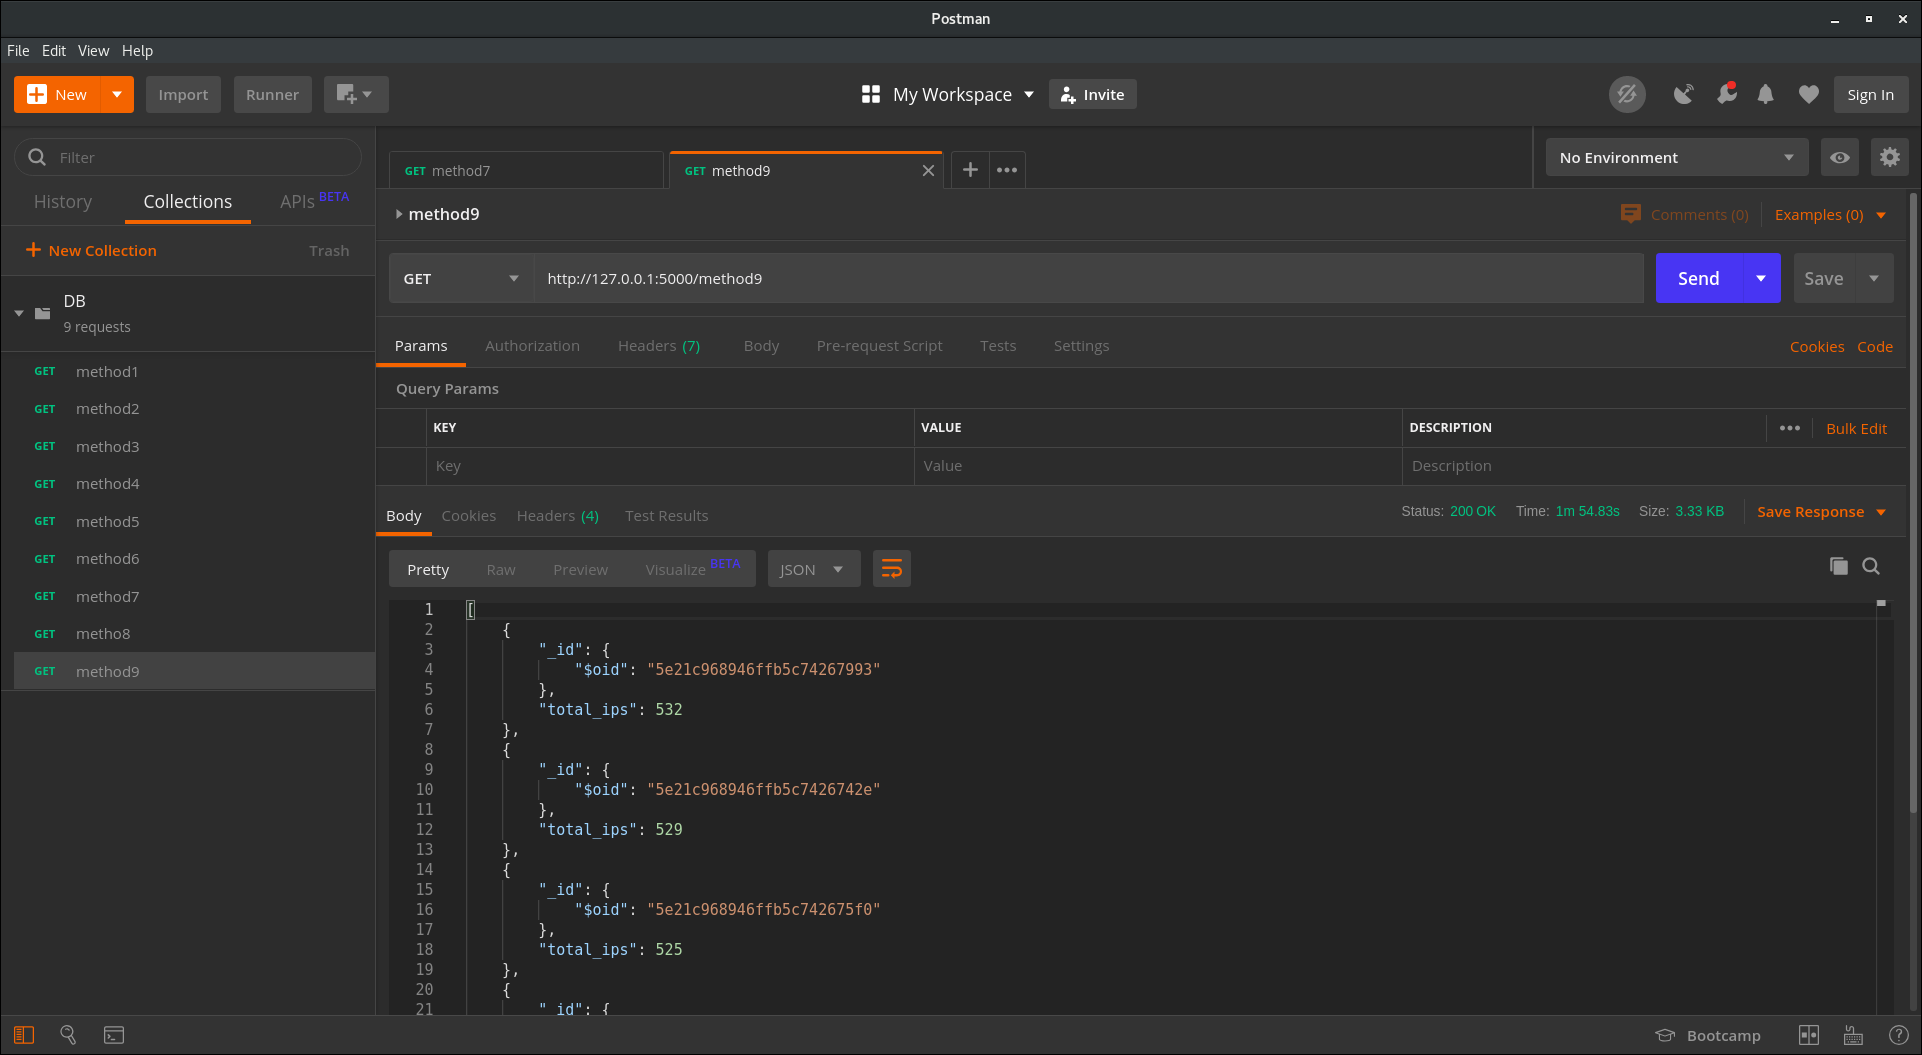 Postman
File Edit View Help
New Import Runner My Workspace Invite Sign In
Filter
History Collections APIs BETA
New Collection Trash
DB
9 requests
GET method1
GET method2
GET method3
GET method4
GET method5
GET method6
GET method7
GET metho8
GET method9
GET method7 GET method9 No Environment
method9 Comments (0) Examples (0)
GET http://127.0.0.1:5000/method9 Send Save
Params Authorization Headers (7) Body Pre-request Script Tests Settings Cookies Code
Query Params
KEY VALUE DESCRIPTION Bulk Edit
Key Value Description
Body Cookies Headers (4) Test Results Status: 200 OK Time: 1m 54.83s Size: 3.33 KB Save Response
Pretty Raw Preview Visualize BETA JSON
1 [
2 {
3 "_id": {
4 "$oid": "5e21c968946ffb5c74267993"
5 },
6 "total_ips": 532
7 },
8 {
9 "_id": {
10 "$oid": "5e21c968946ffb5c7426742e"
11 },
12 "total_ips": 529
13 },
14 {
15 "_id": {
16 "$oid": "5e21c968946ffb5c742675f0"
17 },
18 "total_ips": 525
19 },
20 {
21 "_id": {
Bootcamp